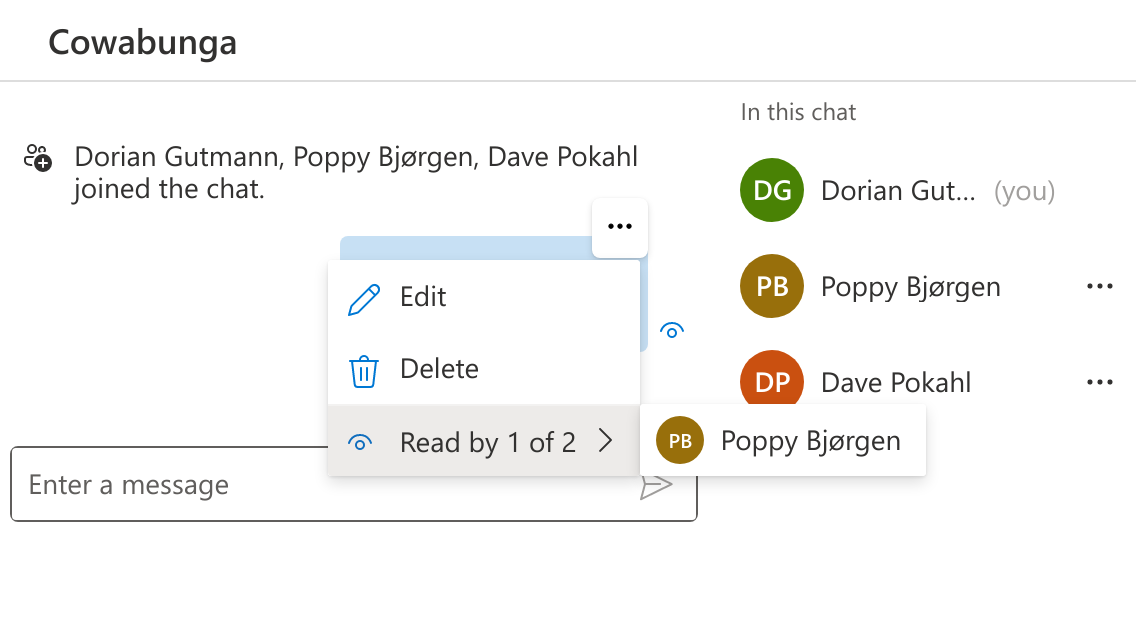 Cowabunga
In this chat
Dorian Gutmann, Poppy Bjørgen, Dave Pokahl
joined the chat.
DG Dorian Gut... (you)
PB Poppy Bjørgen
DP Dave Pokahl
Edit
Delete
Read by 1 of 2
PB Poppy Bjørgen
Enter a message